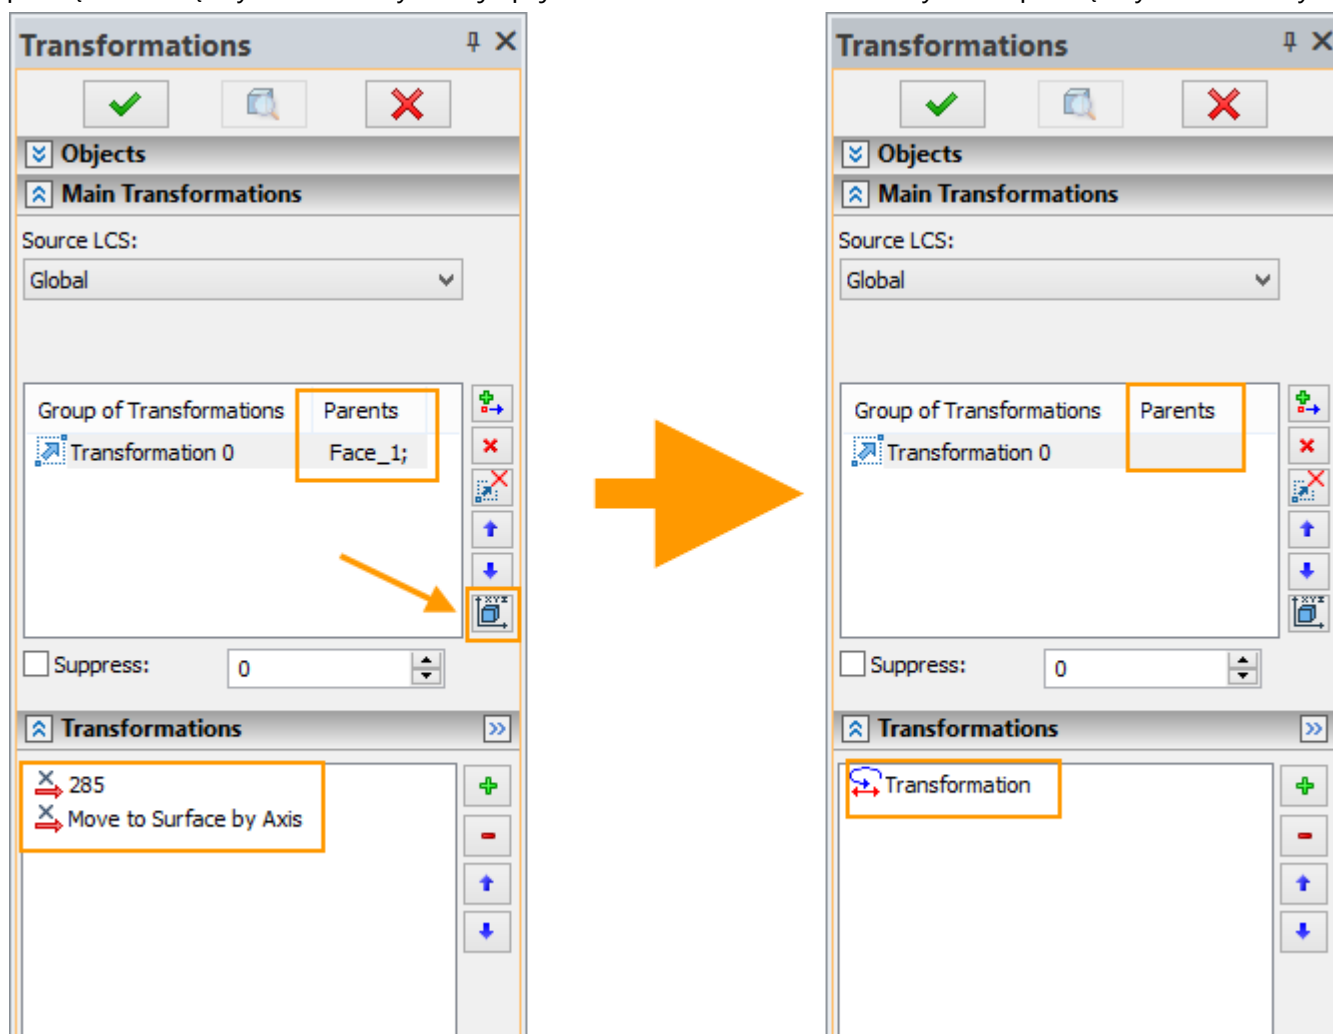 Transformations
Objects
Main Transformations
Source LCS:
Global
Group of Transformations Parents
Transformation 0 Face_1;
Suppress: 0
Transformations
285
Move to Surface by Axis
Transformations
Objects
Main Transformations
Source LCS:
Global
Group of Transformations Parents
Transformation 0
Suppress: 0
Transformations
Transformation